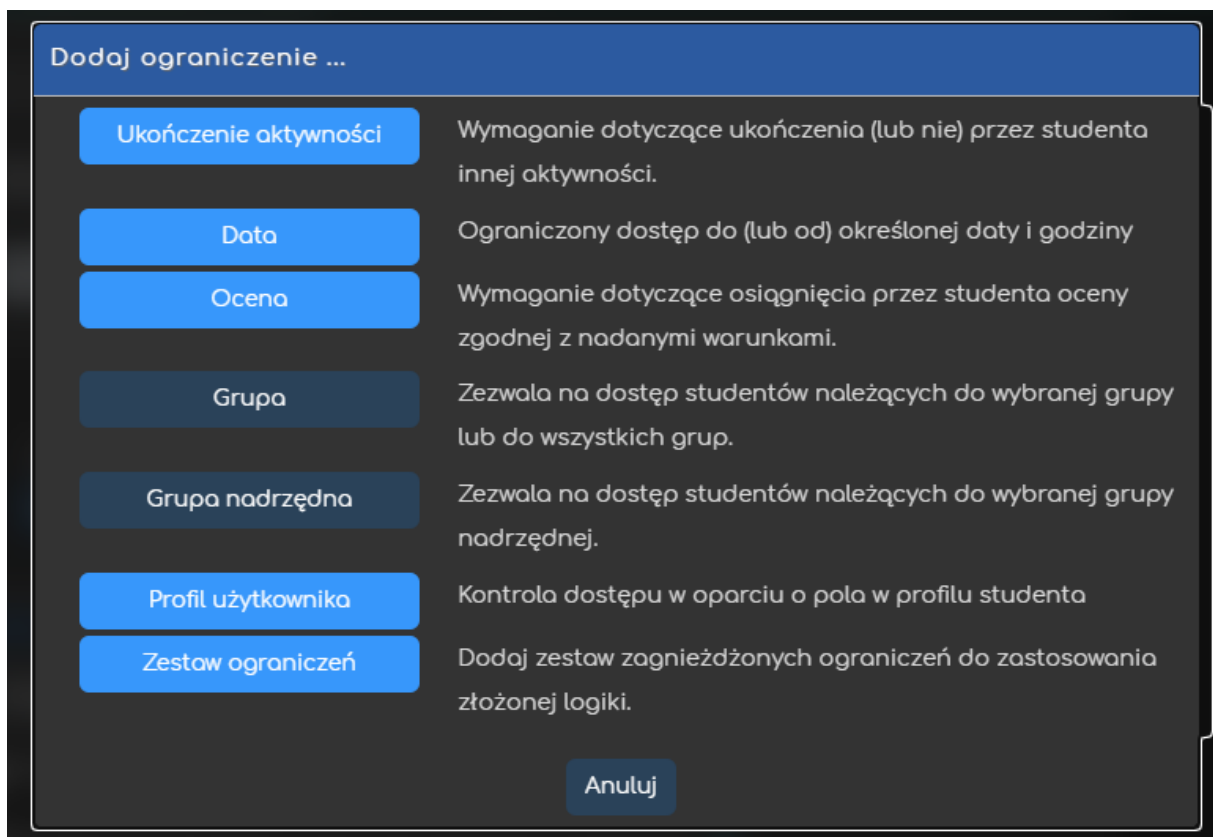 Dodaj ograniczenie ...
Ukończenie aktywności
Wymaganie dotyczące ukończenia (lub nie) przez studenta
innej aktywności.
Data
Ograniczony dostęp do (lub od) określonej daty i godziny
Ocena
Wymaganie dotyczące osiągnięcia przez studenta oceny
zgodnej z nadanymi warunkami.
Grupa
Zezwala na dostęp studentów należących do wybranej grupy
lub do wszystkich grup.
Grupa nadrzędna
Zezwala na dostęp studentów należących do wybranej grupy
nadrzędnej.
Profil użytkownika
Kontrola dostępu w oparciu o pola w profilu studenta
Zestaw ograniczeń
Dodaj zestaw zagnieżdżonych ograniczeń do zastosowania
złożonej logiki.
Anuluj